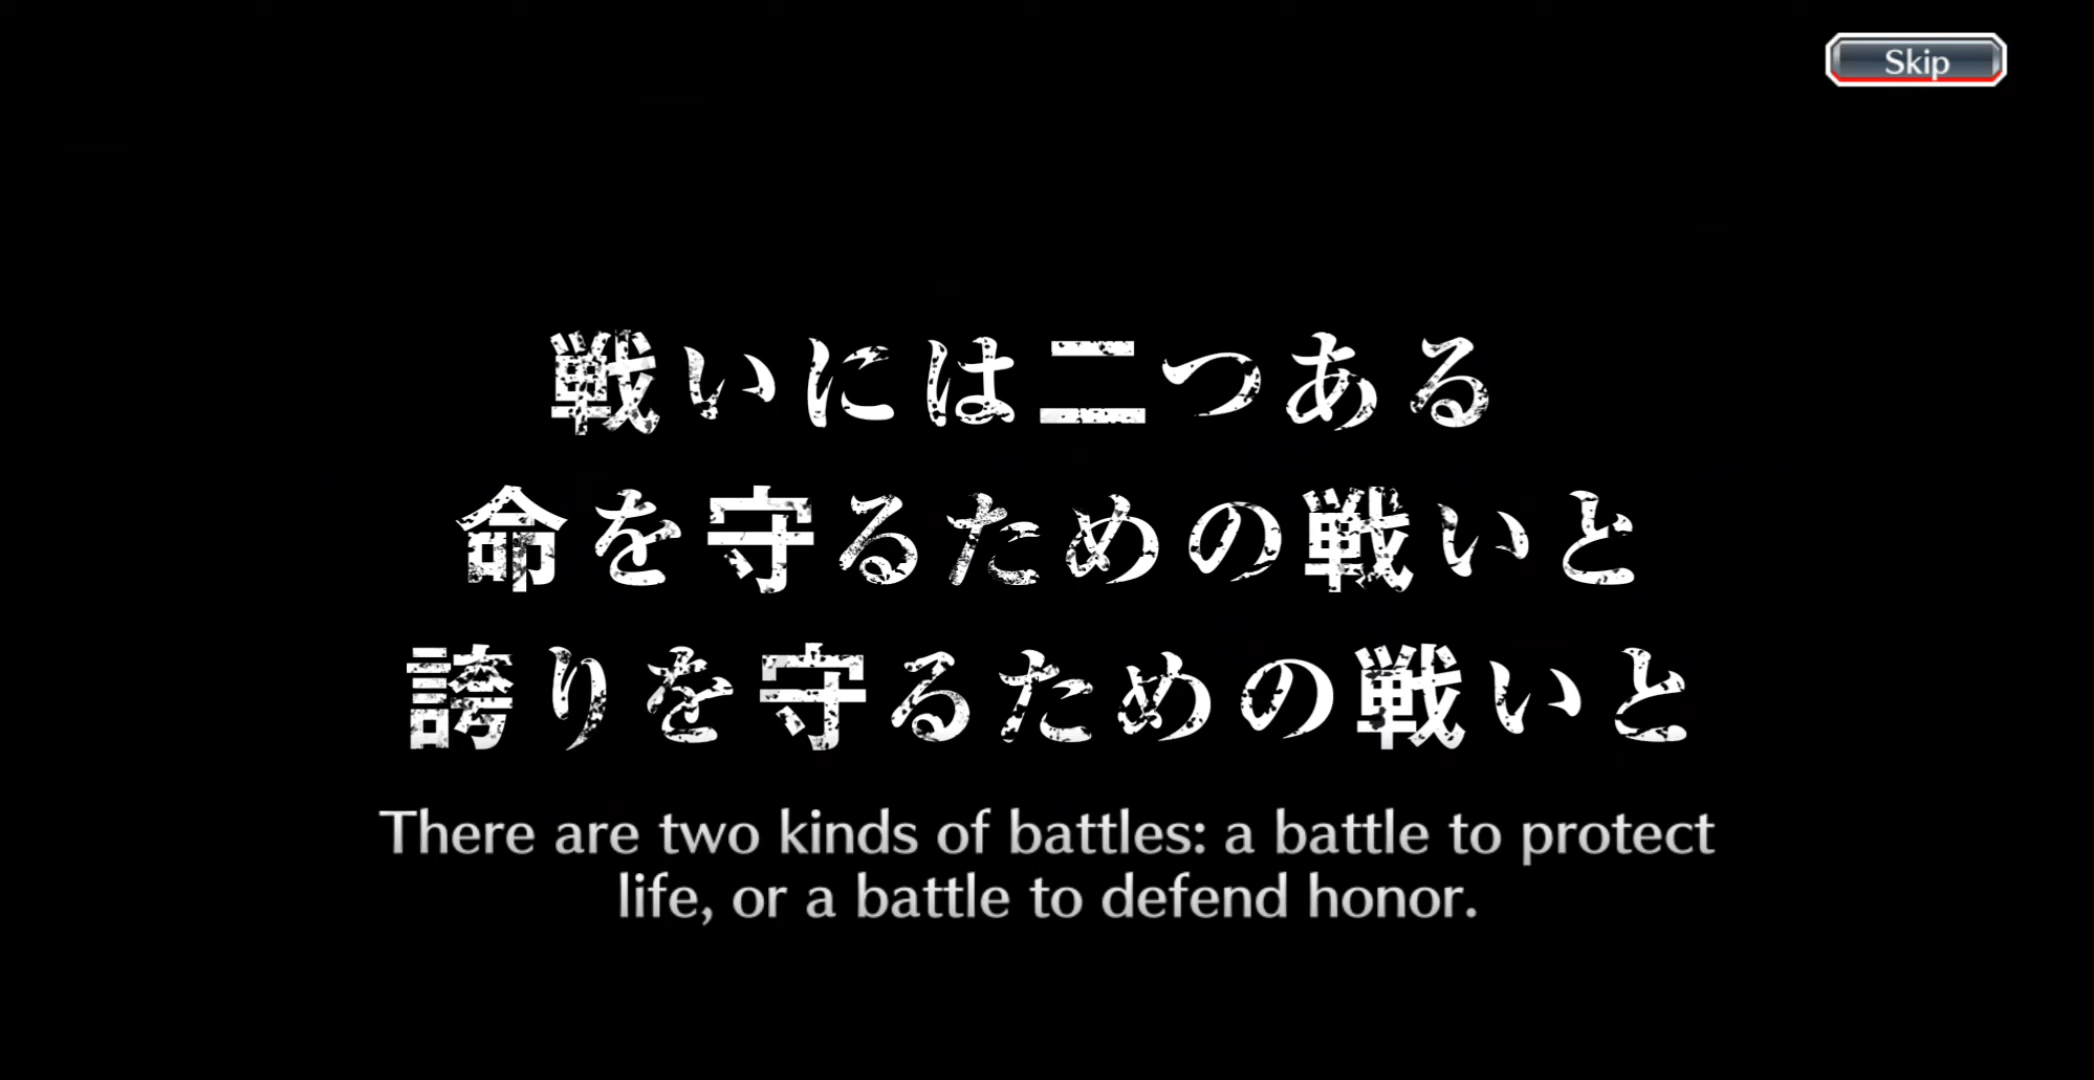 Skip
戦いには二つある
命を守るための戦いと
誇りを守るための戦いと
There are two kinds of battles: a battle to protect
life, or a battle to defend honor.